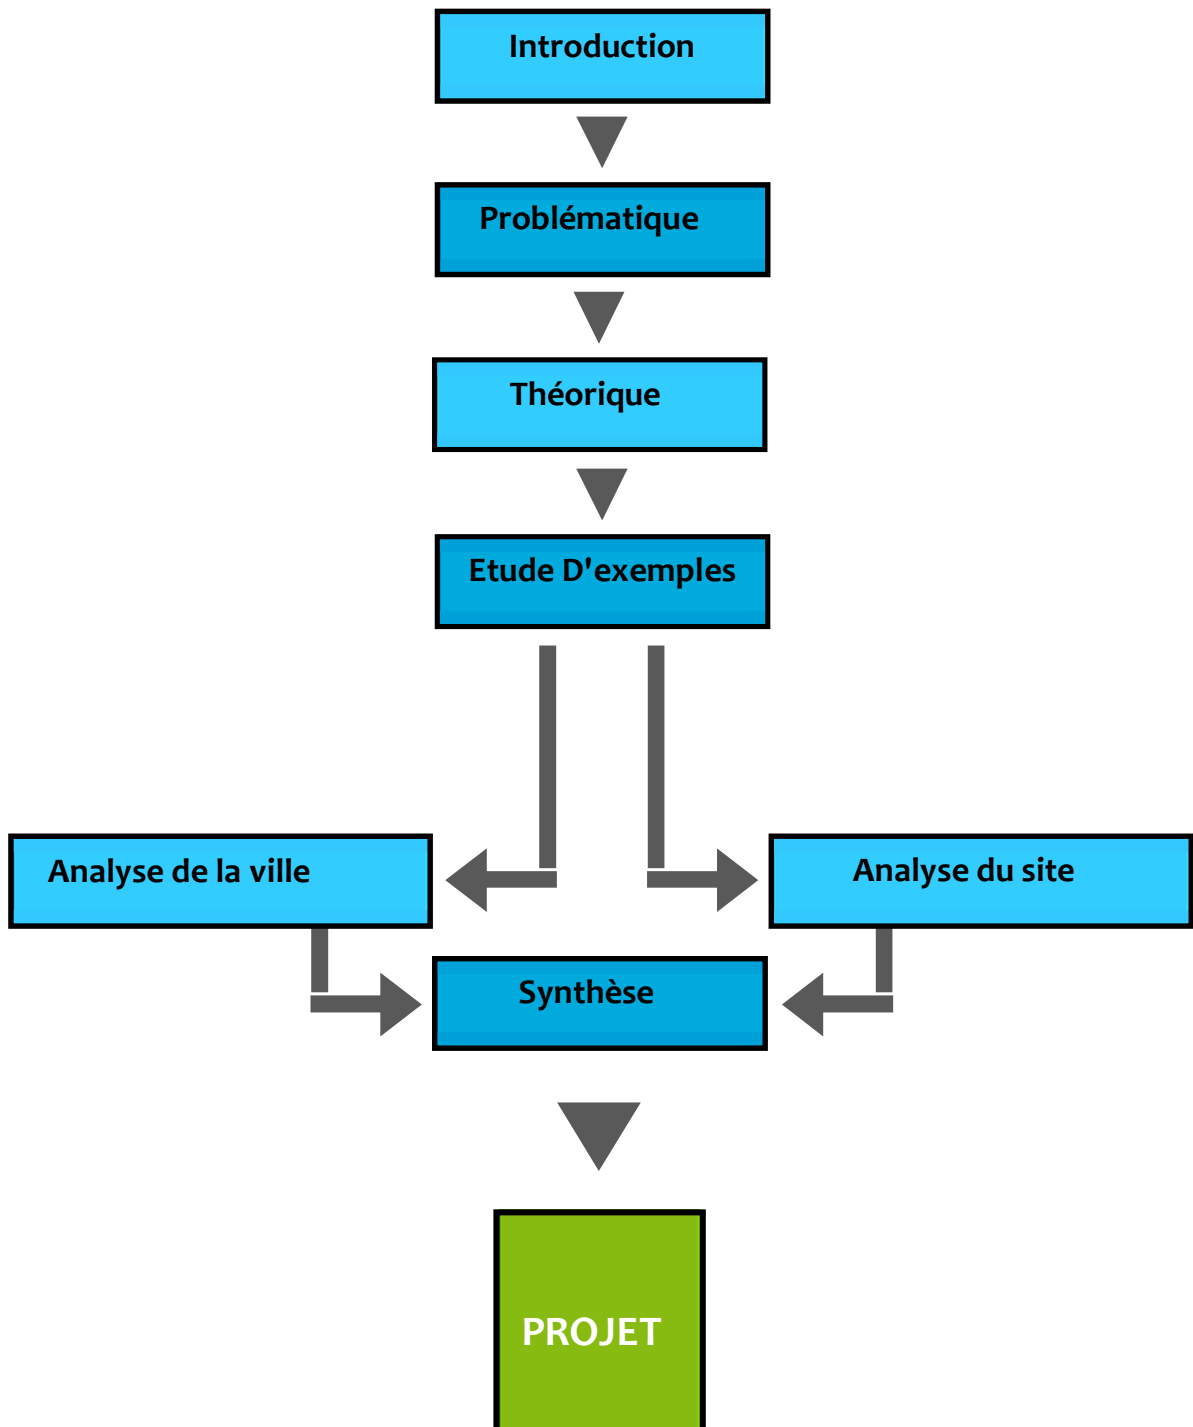 Introduction
Problématique
Théorique
Etude D'exemples
Analyse de la ville
Analyse du site
Synthèse
PROJET